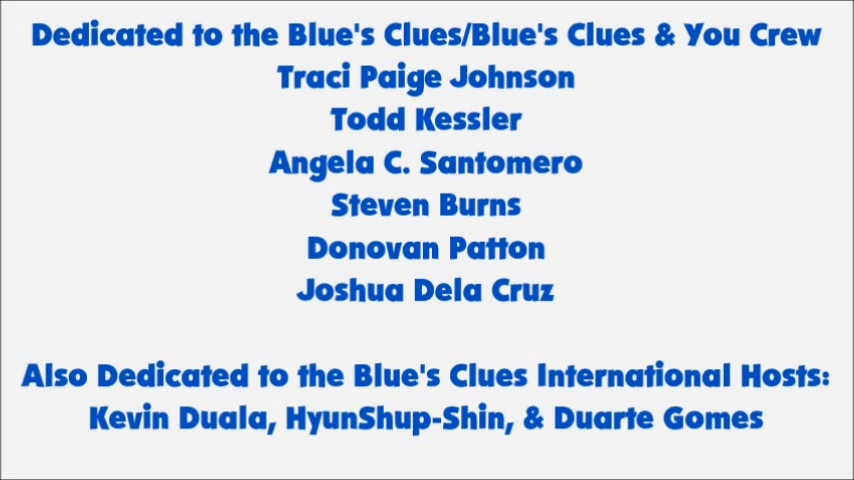 Dedicated to the Blue's Clues/Blue's Clues & You Crew
Traci Paige Johnson
Todd Kessler
Angela C. Santomero
Steven Burns
Donovan Patton
Joshua Dela Cruz
Also Dedicated to the Blue's Clues International Hosts:
Kevin Duala, HyunShup-Shin, & Duarte Gomes